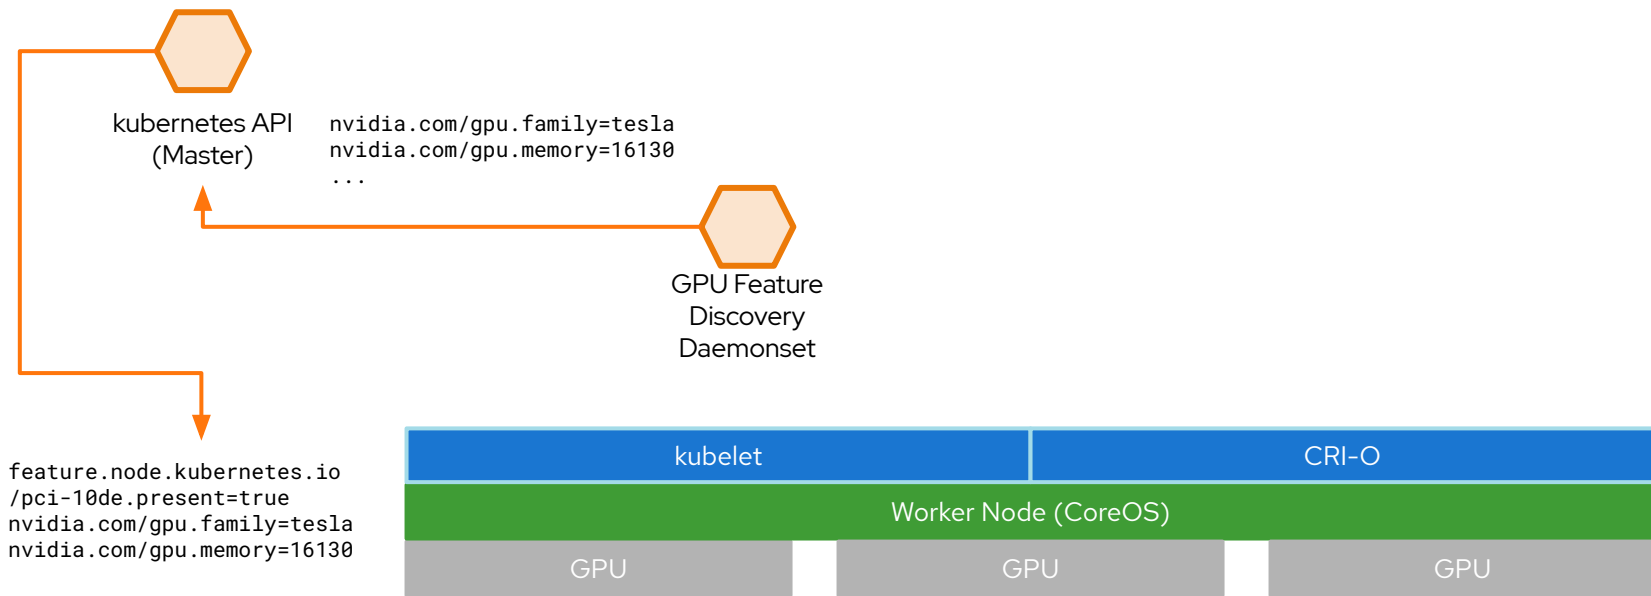 kubernetes API
(Master)
nvidia.com/gpu.family=tesla
nvidia.com/gpu.memory=16130
...
GPU Feature
Discovery
Daemonset
feature.node.kubernetes.io
/pci-10de.present=true
nvidia.com/gpu.family=tesla
nvidia.com/gpu.memory=16130
kubelet
CRI-O
Worker Node (CoreOS)
GPU
GPU
GPU